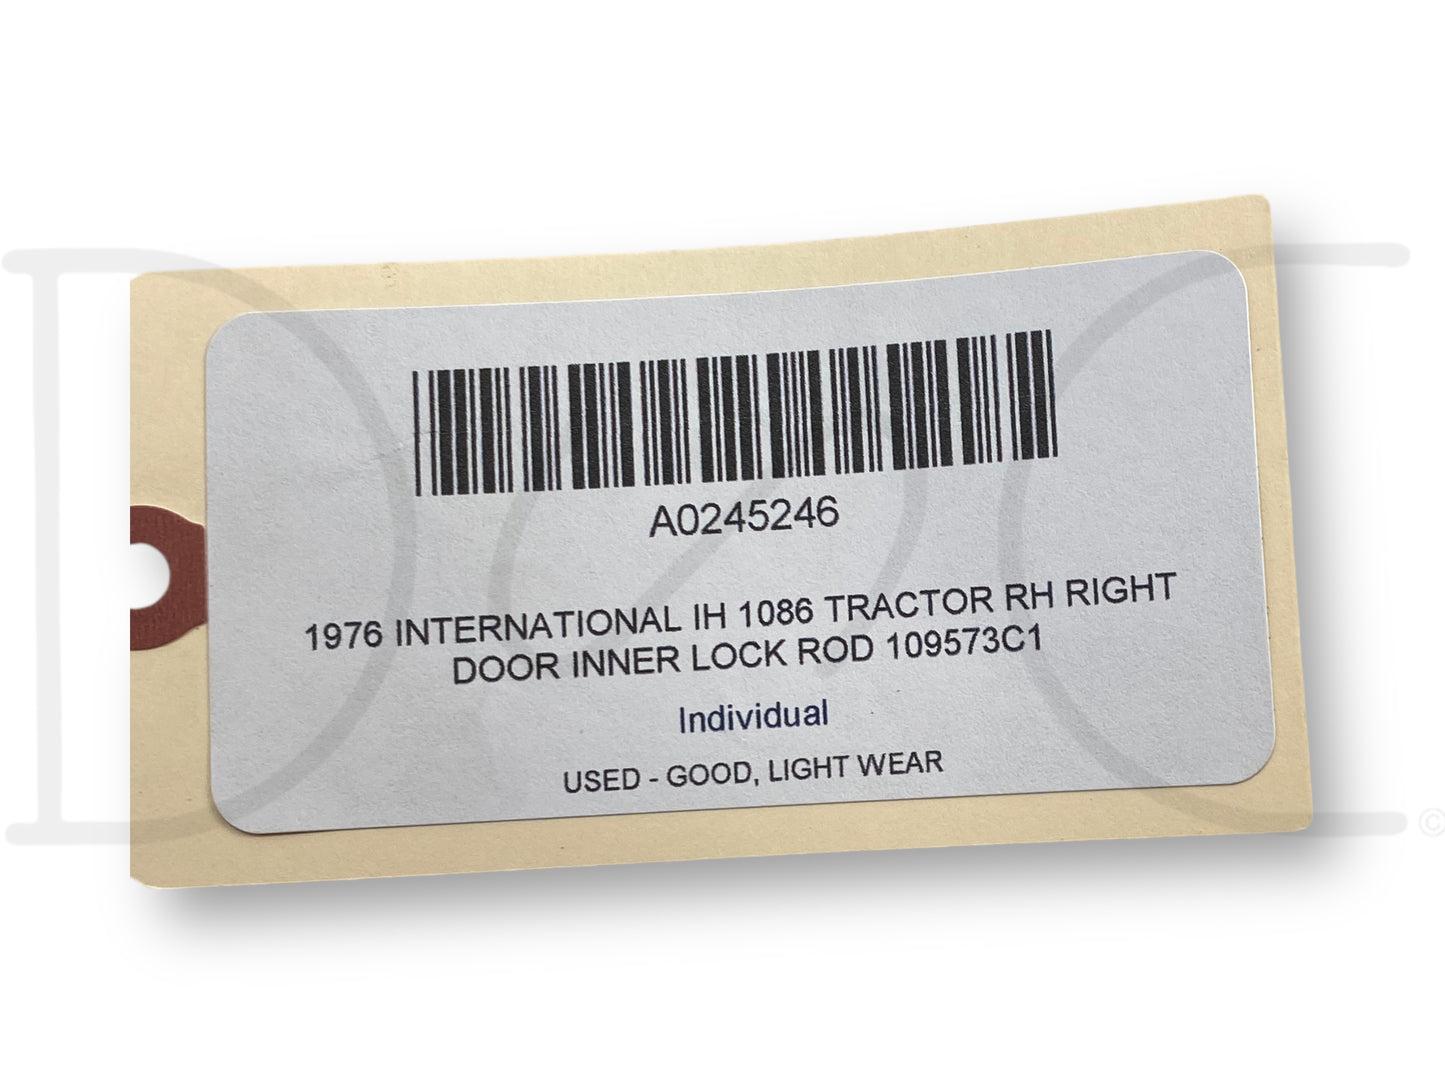 A0245246
1976 INTERNATIONAL IH 1086 TRACTOR RH RIGHT
DOOR INNER LOCK ROD 109573C1
Individual
USED - GOOD, LIGHT WEAR
©